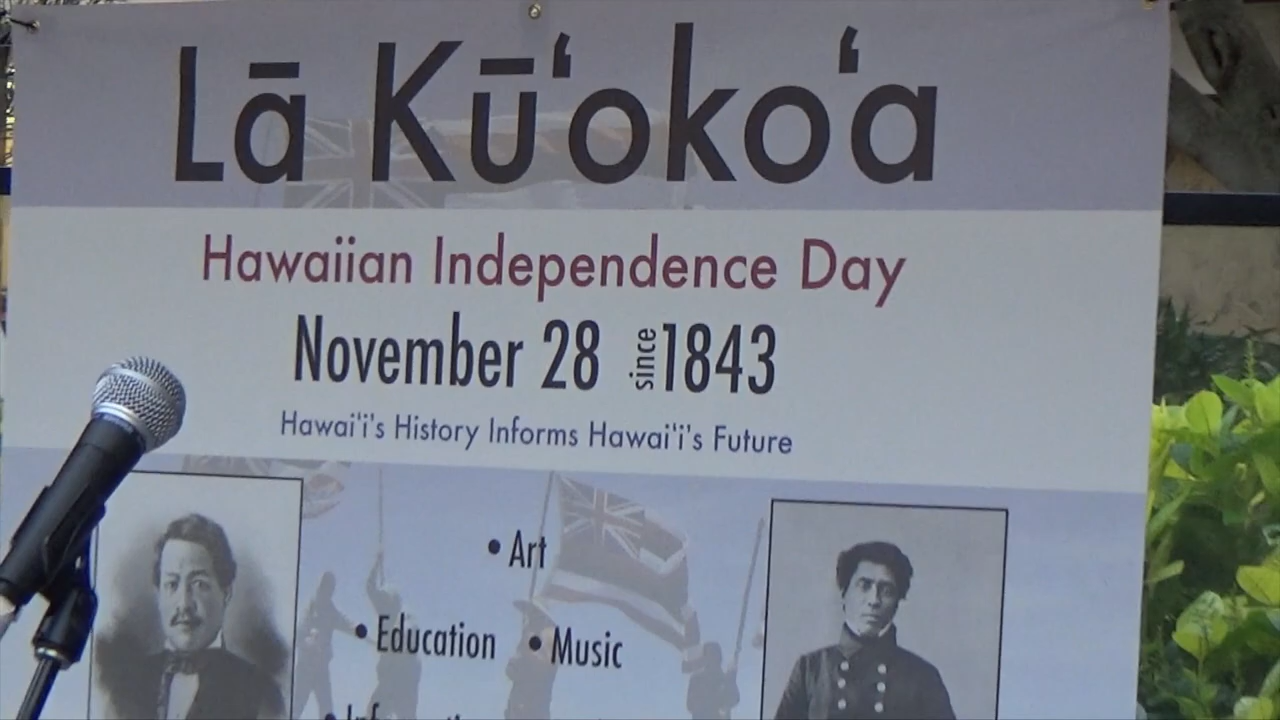 Lā Kūʻokoʻa
Hawaiian Independence Day
November 28 since 1843
Hawaiʻi's History Informs Hawaiʻi's Future
• Art
• Education • Music